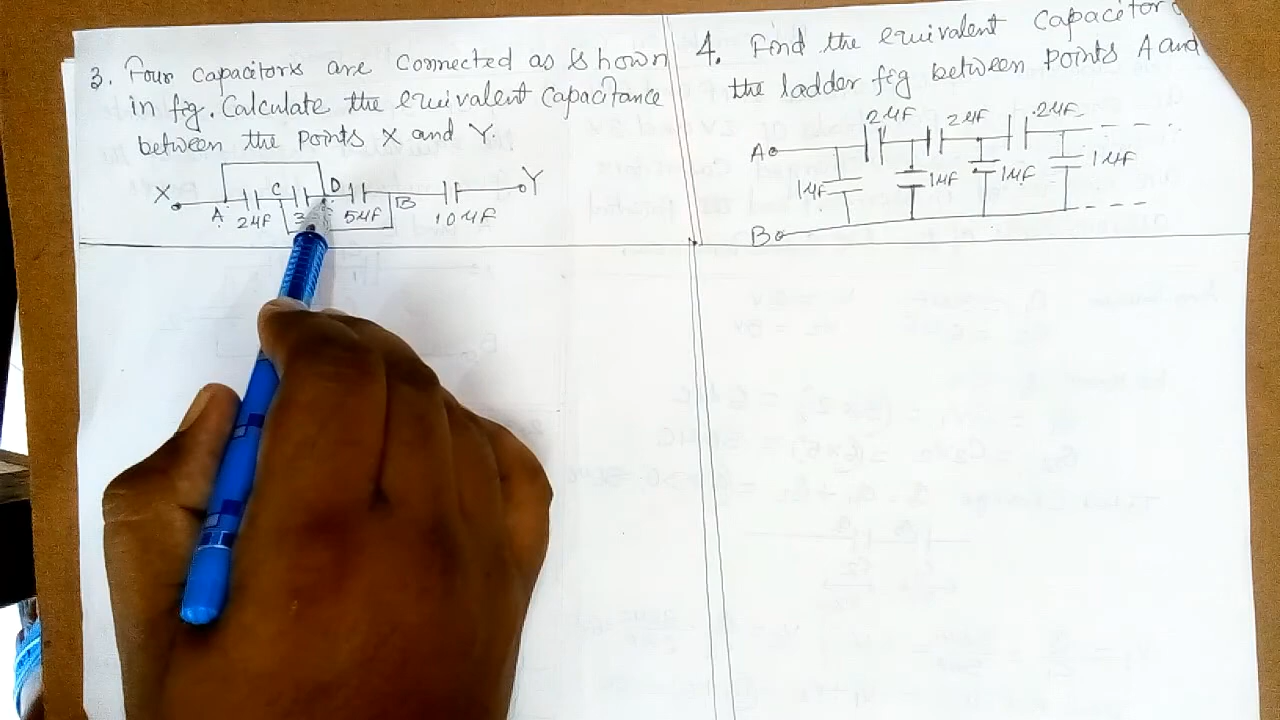 3. Four capacitors are connected as shown
in fig. Calculate the equivalent capacitance
between the points X and Y.
X A C D B Y
2μF 5μF 10μF
4. Find the equivalent capacitor
the ladder fig between points A and
2μF 2μF 2μF
A
1μF 1μF 1μF 1μF
B